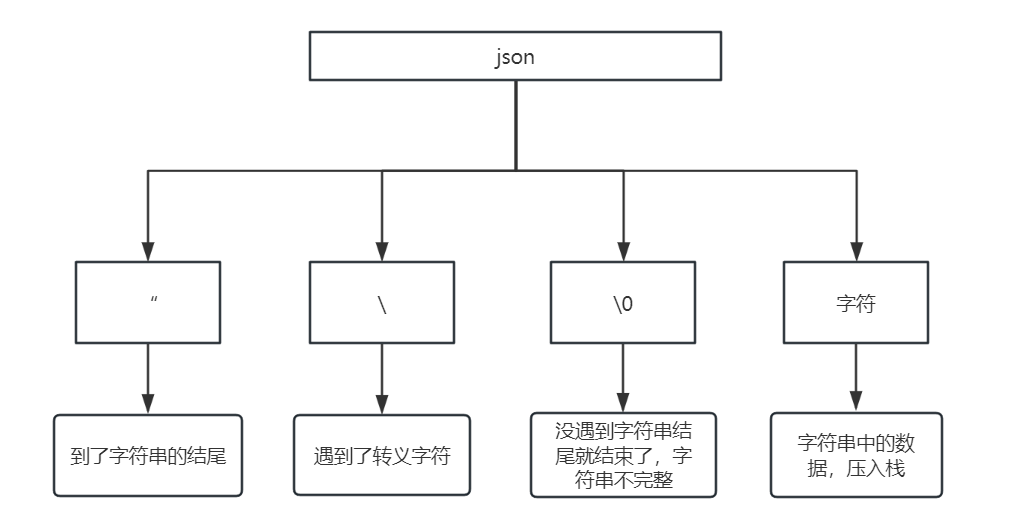 json
“
\
\0
字符
到了字符串的结尾
遇到了转义字符
没遇到字符串结
尾就结束了，字
符串不完整
字符串中的数
据，压入栈